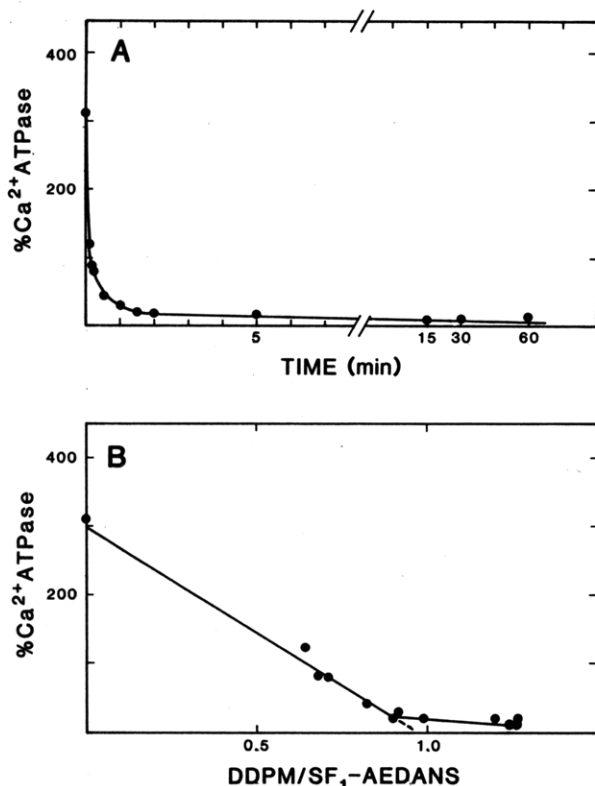 A
400
200
%Ca²⁺ATPase
5
15
30
60
TIME (min)
B
400
200
%Ca²⁺ATPase
0.5
1.0
DDPM/SF₁-AEDANS